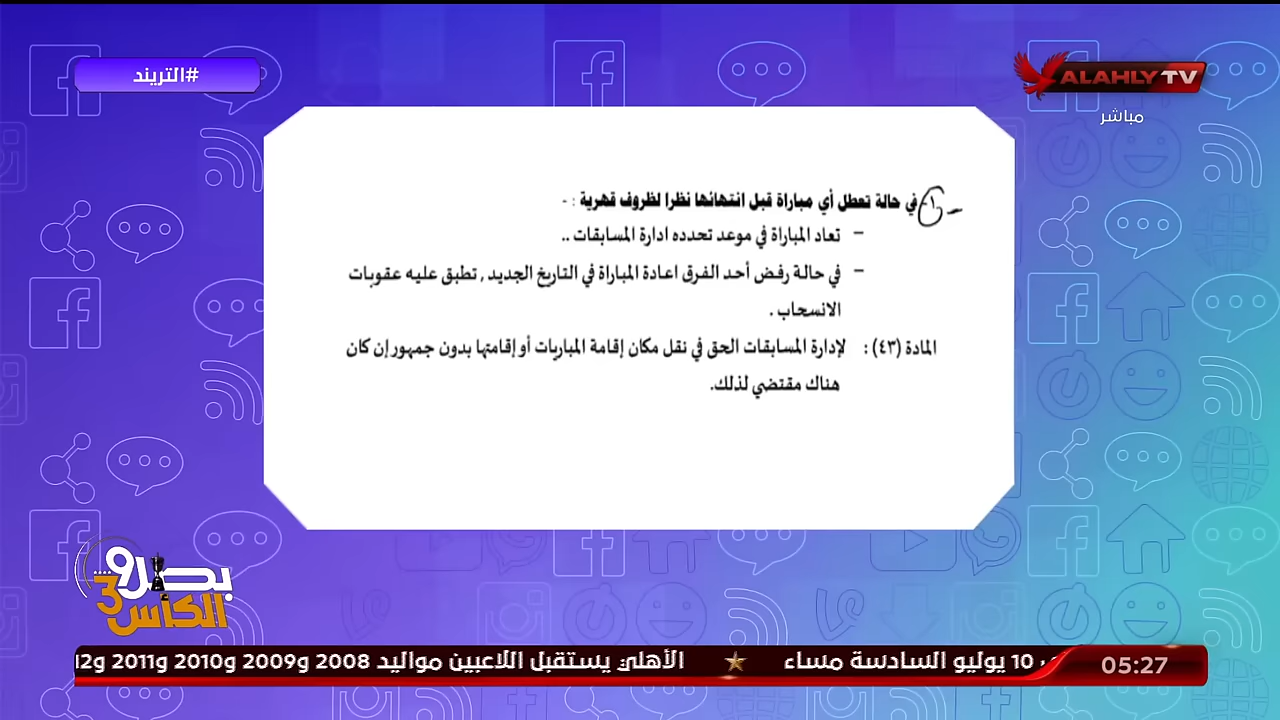 #التريند
ALAHLY TV
مباشر
١- في حالة تعطل أي مباراة قبل انتهائها نظرا لظروف قهرية : -
– تعاد المباراة في موعد تحدده ادارة المسابقات ..
– في حالة رفض أحد الفرق اعادة المباراة في التاريخ الجديد , تطبق عليه عقوبات
الانسحاب .
المادة (٤٣) : لإدارة المسابقات الحق في نقل مكان إقامة المباريات أو إقامتها بدون جمهور إن كان
هناك مقتضي لذلك.
الكأس 3
10 يوليو السادسة مساء ★ الأهلي يستقبل اللاعبين مواليد 2008 و2009 و2010 و2011 و12
05:27